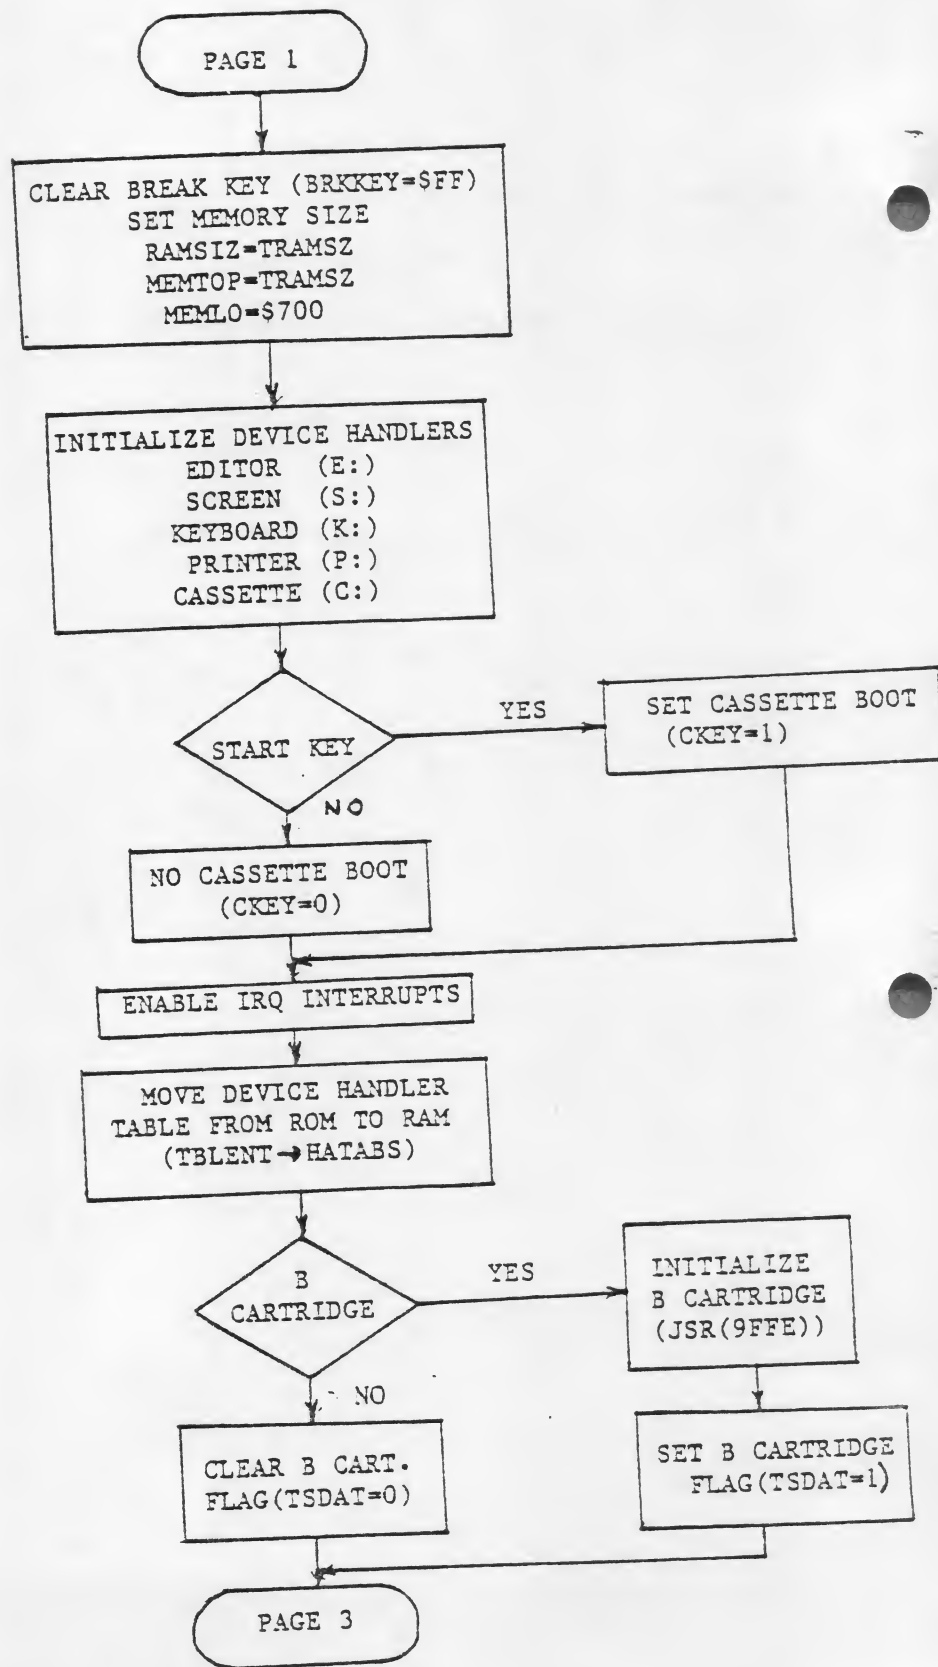 PAGE 1
CLEAR BREAK KEY (BRKKEY=$FF)
SET MEMORY SIZE
RAMSIZ=TRAMSZ
MEMTOP=TRAMSZ
MEMLO=$700
INITIALIZE DEVICE HANDLERS
EDITOR (E:)
SCREEN (S:)
KEYBOARD (K:)
PRINTER (P:)
CASSETTE (C:)
START KEY
YES
SET CASSETTE BOOT
(CKEY=1)
NO
NO CASSETTE BOOT
(CKEY=0)
ENABLE IRQ INTERRUPTS
MOVE DEVICE HANDLER
TABLE FROM ROM TO RAM
(TBLENT→HATABS)
B
CARTRIDGE
YES
INITIALIZE
B CARTRIDGE
(JSR(9FFE))
NO
CLEAR B CART.
FLAG(TSDAT=0)
SET B CARTRIDGE
FLAG(TSDAT=1)
PAGE 3